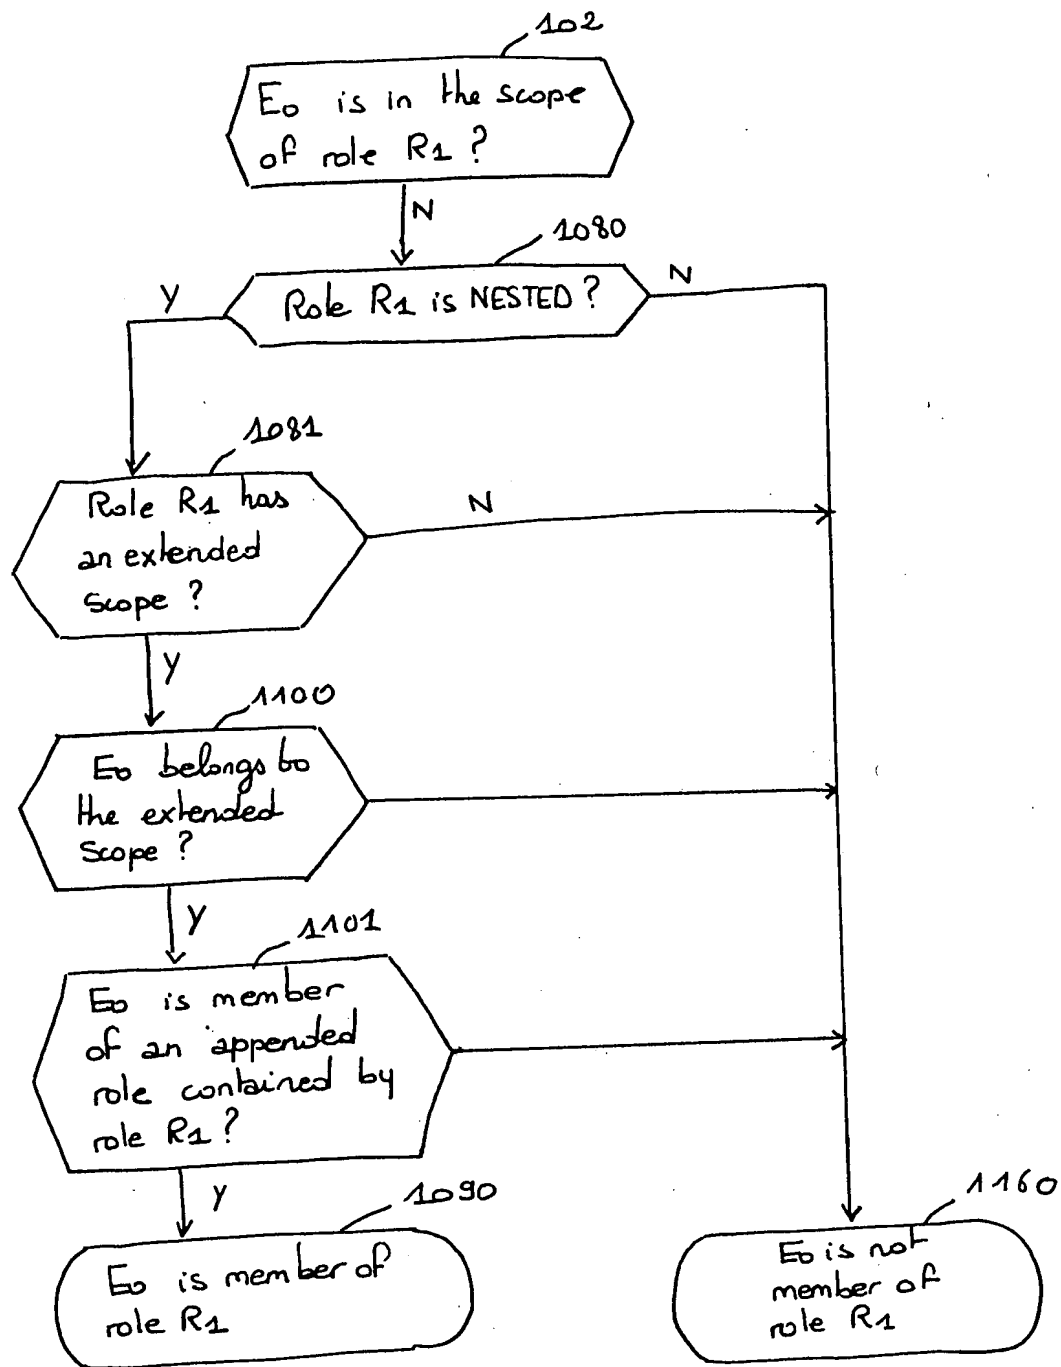 102
E0 is in the scope
of role R1 ?
N
1080
Role R1 is NESTED ?
Y
N
1081
Role R1 has
an extended
scope ?
N
Y
1100
E0 belongs to
the extended
scope ?
Y
1101
E0 is member
of an appended
role contained by
role R1 ?
Y
1090
E0 is member of
role R1
1160
E0 is not
member of
role R1